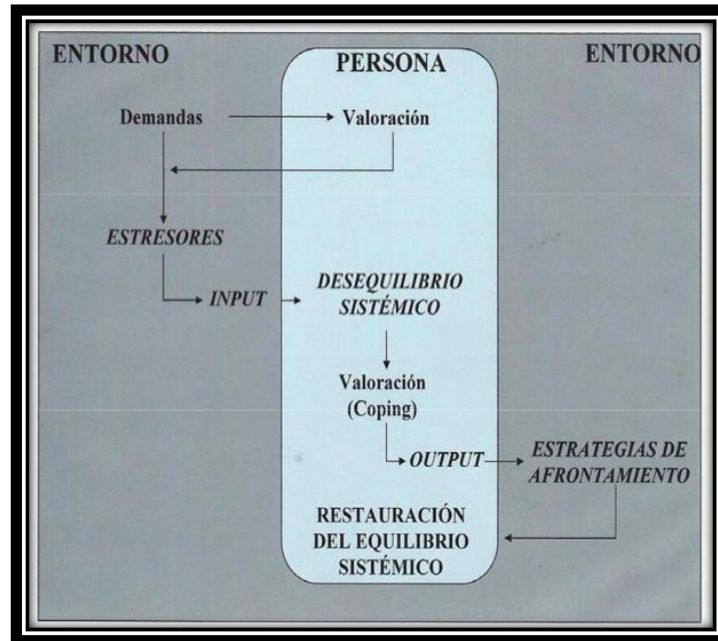 ENTORNO
PERSONA
ENTORNO
Demandas
Valoración
ESTRESORES
INPUT
DESEQUILIBRIO
SISTÉMICO
Valoración
(Coping)
OUTPUT
ESTRATEGIAS DE
AFRONTAMIENTO
RESTAURACIÓN
DEL EQUILIBRIO
SISTÉMICO